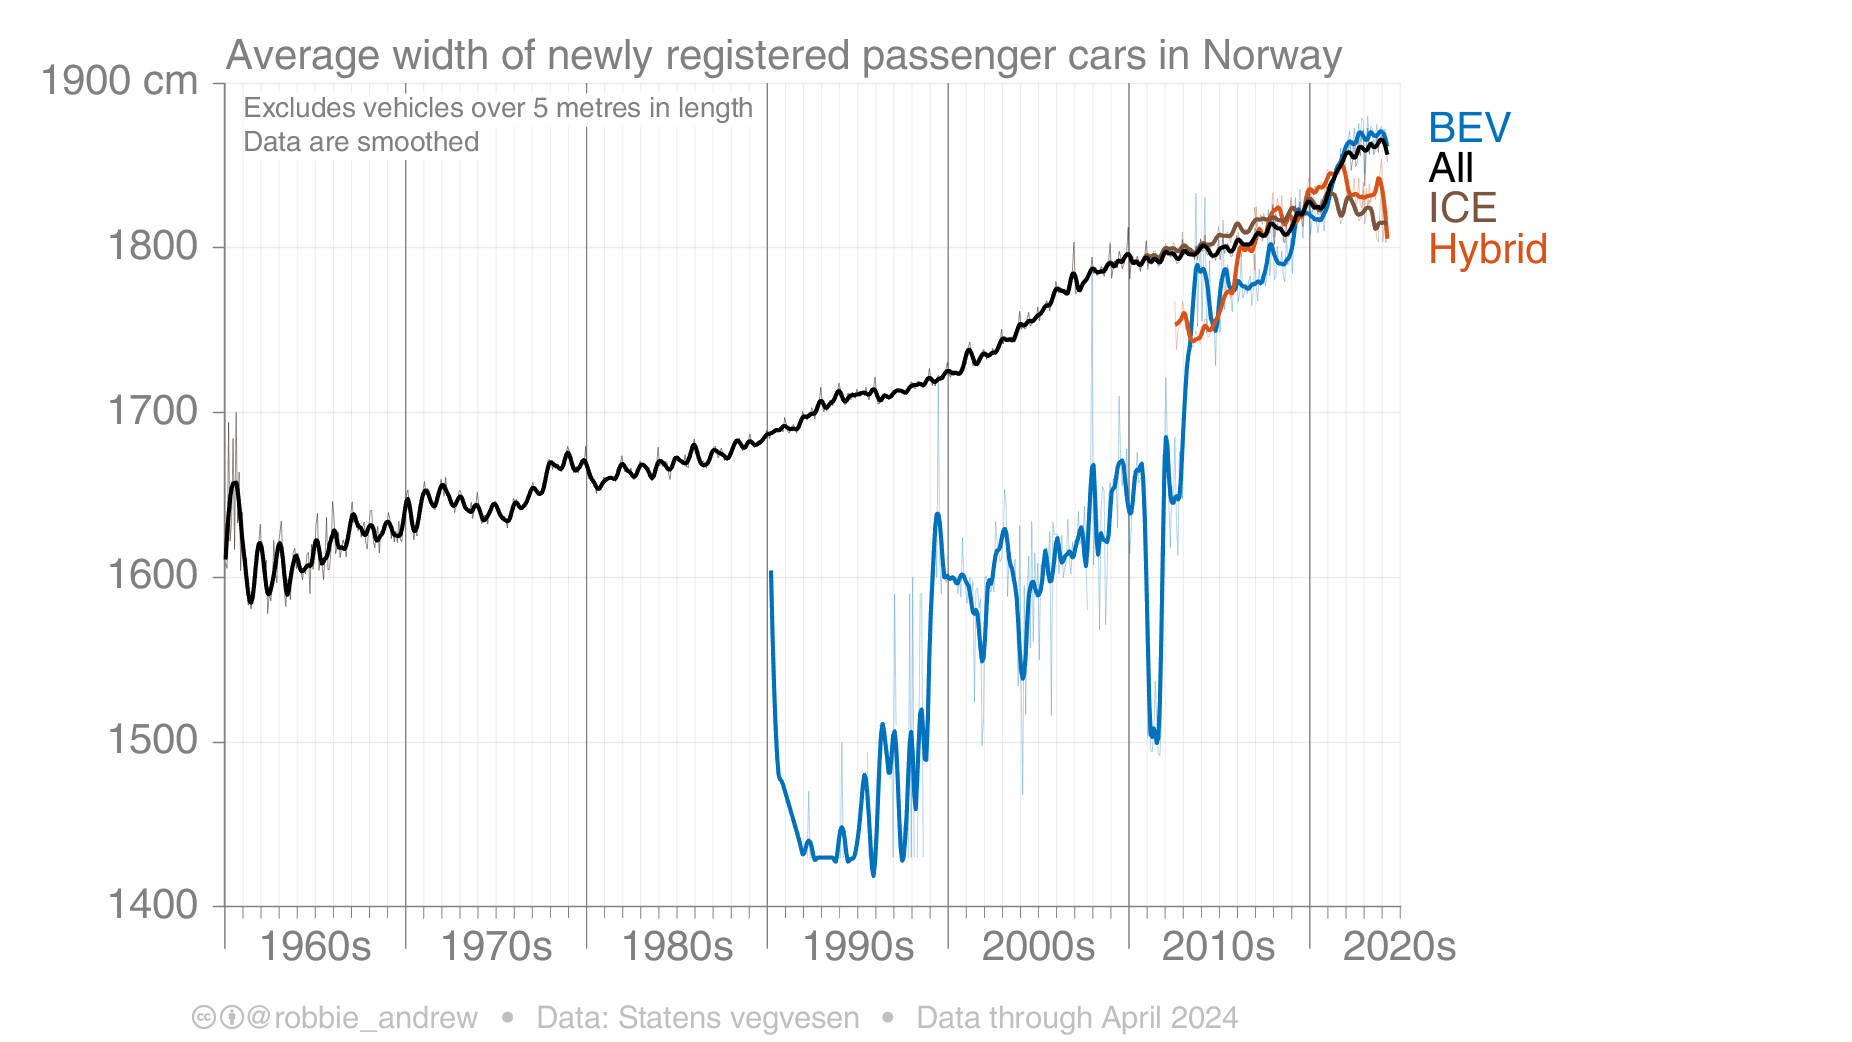 Average width of newly registered passenger cars in Norway
1900 cm
Excludes vehicles over 5 metres in length
Data are smoothed
BEV
All
ICE
Hybrid
1800
1700
1600
1500
1400
1960s 1970s 1980s 1990s 2000s 2010s 2020s
cc @robbie_andrew • Data: Statens vegvesen • Data through April 2024